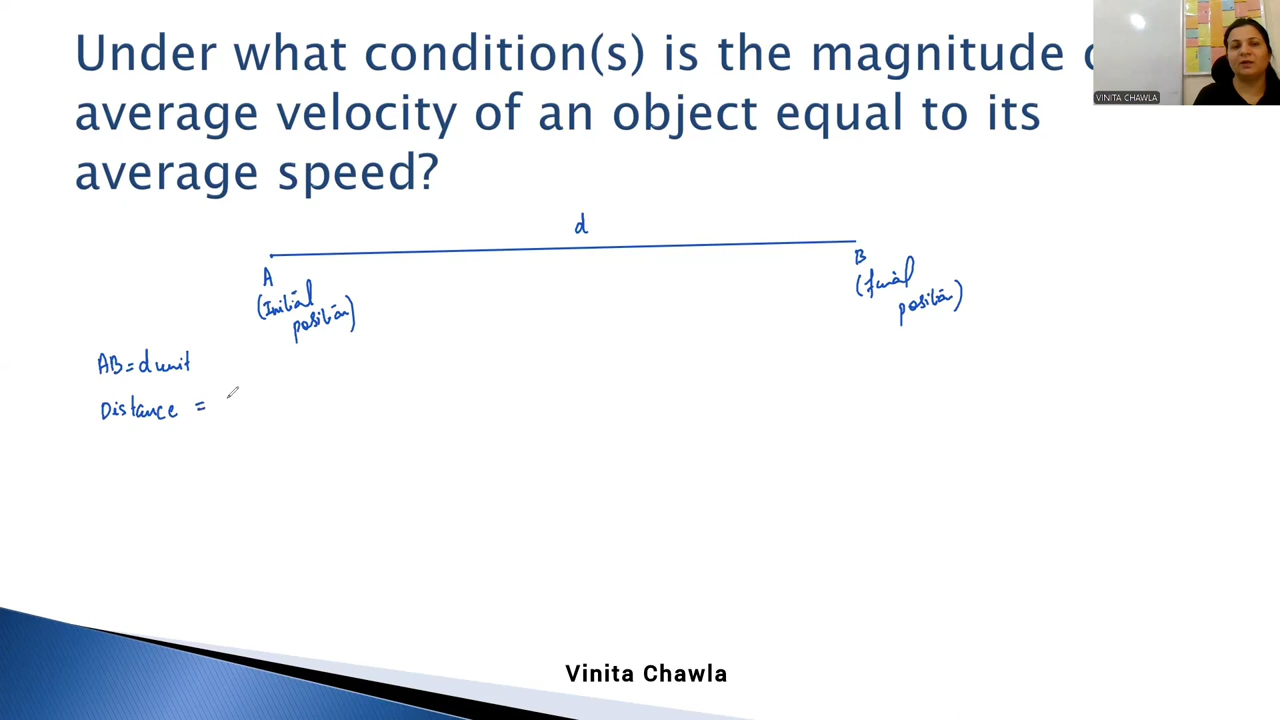 Under what condition(s) is the magnitude
average velocity of an object equal to its
average speed?
VINITA CHAWLA
d
A
B
(Initial
position)
(final
position)
AB = d unit
Distance =
Vinita Chawla